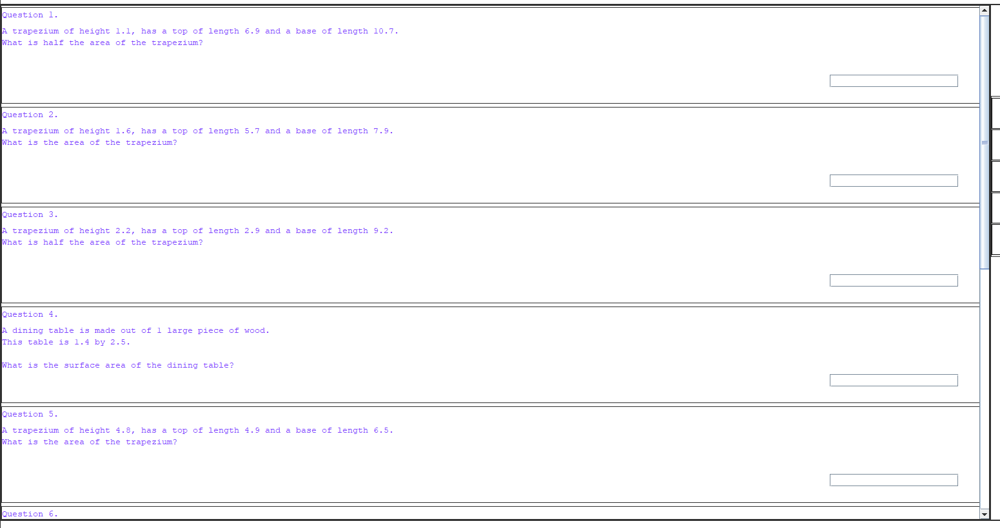 Question 1.
A trapezium of height 1.1, has a top of length 6.9 and a base of length 10.7.
What is half the area of the trapezium?
Question 2.
A trapezium of height 1.6, has a top of length 5.7 and a base of length 7.9.
What is the area of the trapezium?
Question 3.
A trapezium of height 2.2, has a top of length 2.9 and a base of length 9.2.
What is half the area of the trapezium?
Question 4.
A dining table is made out of 1 large piece of wood.
This table is 1.4 by 2.5.
What is the surface area of the dining table?
Question 5.
A trapezium of height 4.8, has a top of length 4.9 and a base of length 6.5.
What is the area of the trapezium?
Question 6.